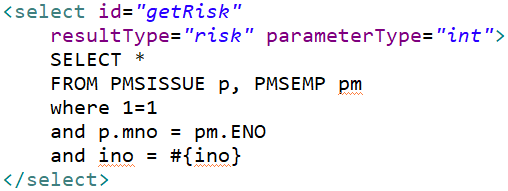 <select id="getRisk"
resultType="risk" parameterType="int">
SELECT *
FROM PMSISSUE p, PMSEMP pm
where 1=1
and p.mno = pm.ENO
and ino = #{ino}
</select>